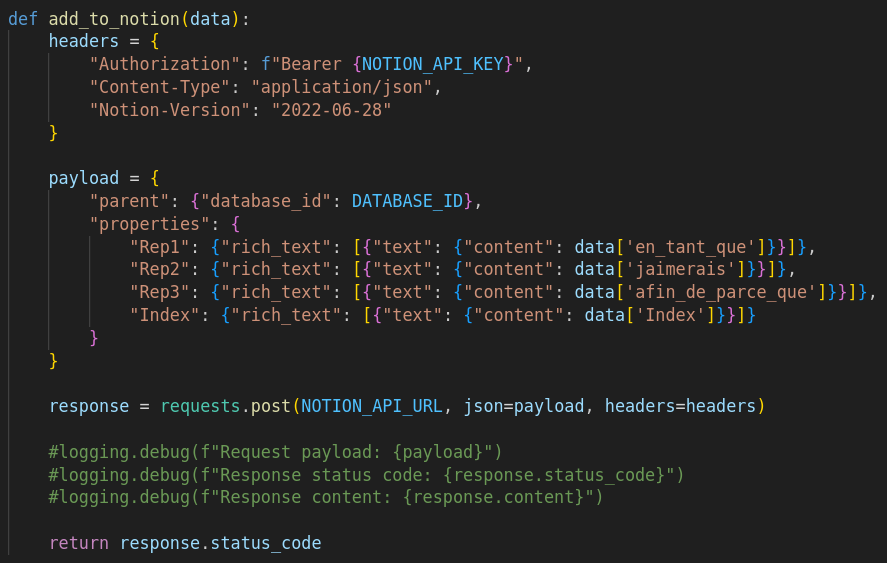 def add_to_notion(data):
    headers = {
        "Authorization": f"Bearer {NOTION_API_KEY}",
        "Content-Type": "application/json",
        "Notion-Version": "2022-06-28"
    }

    payload = {
        "parent": {"database_id": DATABASE_ID},
        "properties": {
            "Rep1": {"rich_text": [{"text": {"content": data['en_tant_que']}}]},
            "Rep2": {"rich_text": [{"text": {"content": data['jaimerais']}}]},
            "Rep3": {"rich_text": [{"text": {"content": data['afin_de_parce_que']}}]},
            "Index": {"rich_text": [{"text": {"content": data['Index']}}]}
        }
    }

    response = requests.post(NOTION_API_URL, json=payload, headers=headers)

    #logging.debug(f"Request payload: {payload}")
    #logging.debug(f"Response status code: {response.status_code}")
    #logging.debug(f"Response content: {response.content}")

    return response.status_code